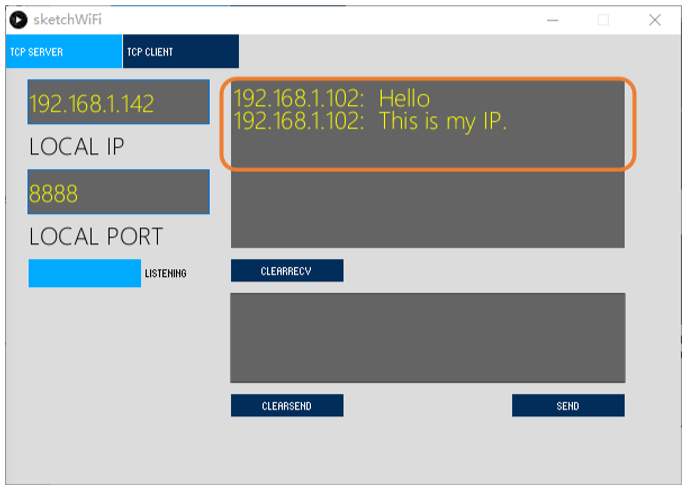 sketchWiFi
TCP SERVER
TCP CLIENT
192.168.1.142
LOCAL IP
8888
LOCAL PORT
LISTENING
192.168.1.102: Hello
192.168.1.102: This is my IP.
CLEARRECV
CLEARSEND
SEND